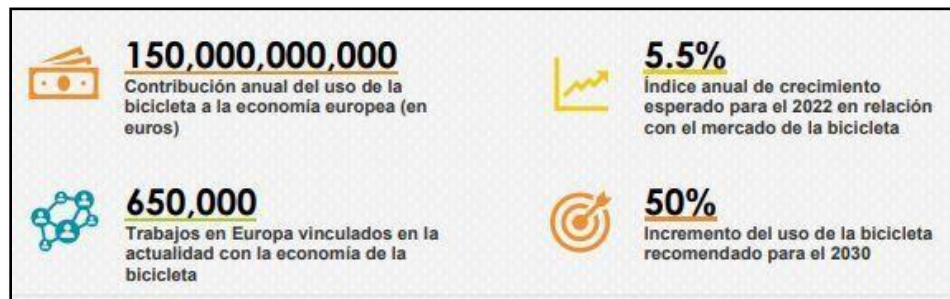 150,000,000,000
Contribución anual del uso de la
bicicleta a la economía europea (en
euros)
5.5%
Índice anual de crecimiento
esperado para el 2022 en relación
con el mercado de la bicicleta
650,000
Trabajos en Europa vinculados en la
actualidad con la economía de la
bicicleta
50%
Incremento del uso de la bicicleta
recomendado para el 2030